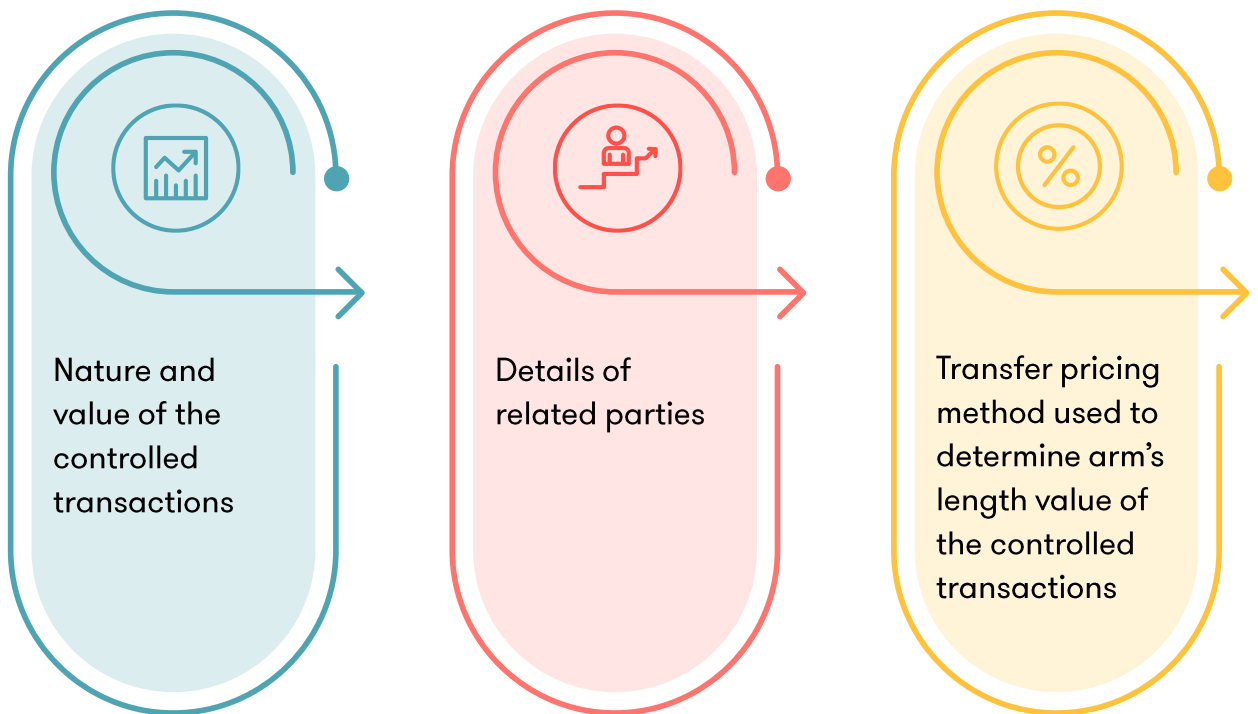 Nature and
value of the
controlled
transactions
Details of
related parties
Transfer pricing
method used to
determine arm’s
length value of
the controlled
transactions